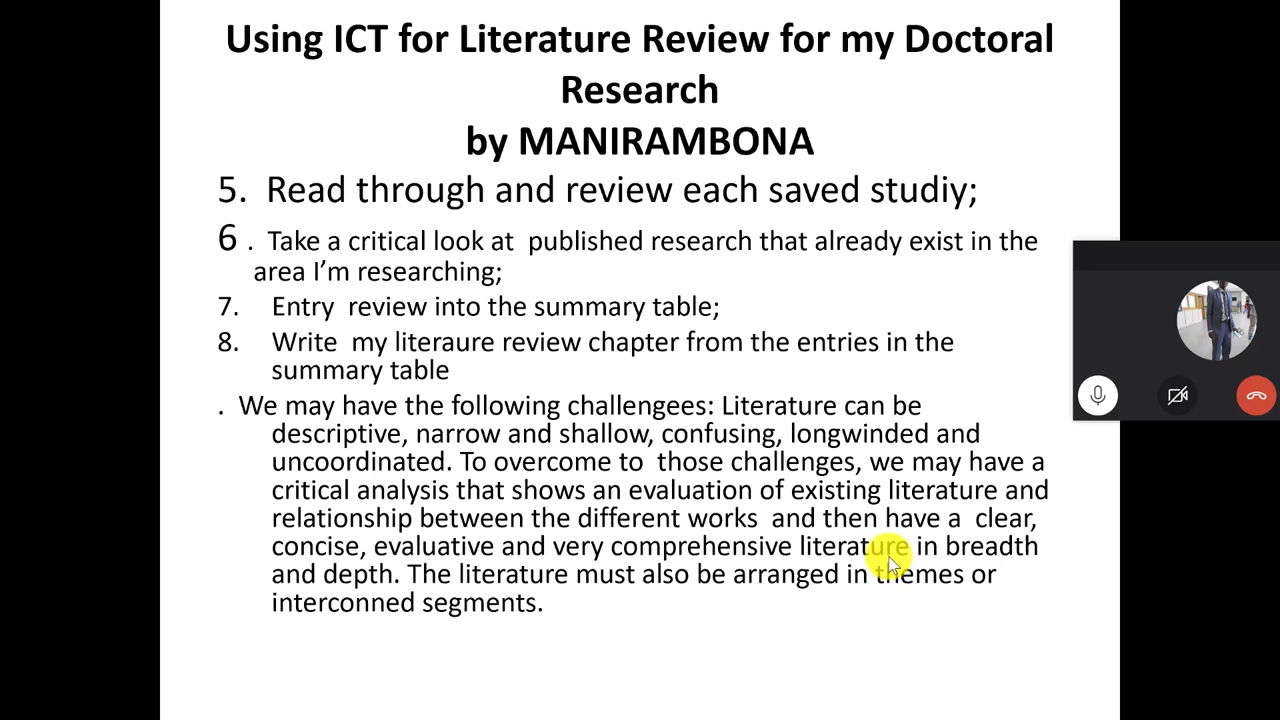 Using ICT for Literature Review for my Doctoral
Research
by MANIRAMBONA
5. Read through and review each saved studiy;
6 . Take a critical look at published research that already exist in the
area I’m researching;
7. Entry review into the summary table;
8. Write my literaure review chapter from the entries in the
summary table
. We may have the following challengees: Literature can be
descriptive, narrow and shallow, confusing, longwinded and
uncoordinated. To overcome to those challenges, we may have a
critical analysis that shows an evaluation of existing literature and
relationship between the different works and then have a clear,
concise, evaluative and very comprehensive literature in breadth
and depth. The literature must also be arranged in themes or
interconned segments.